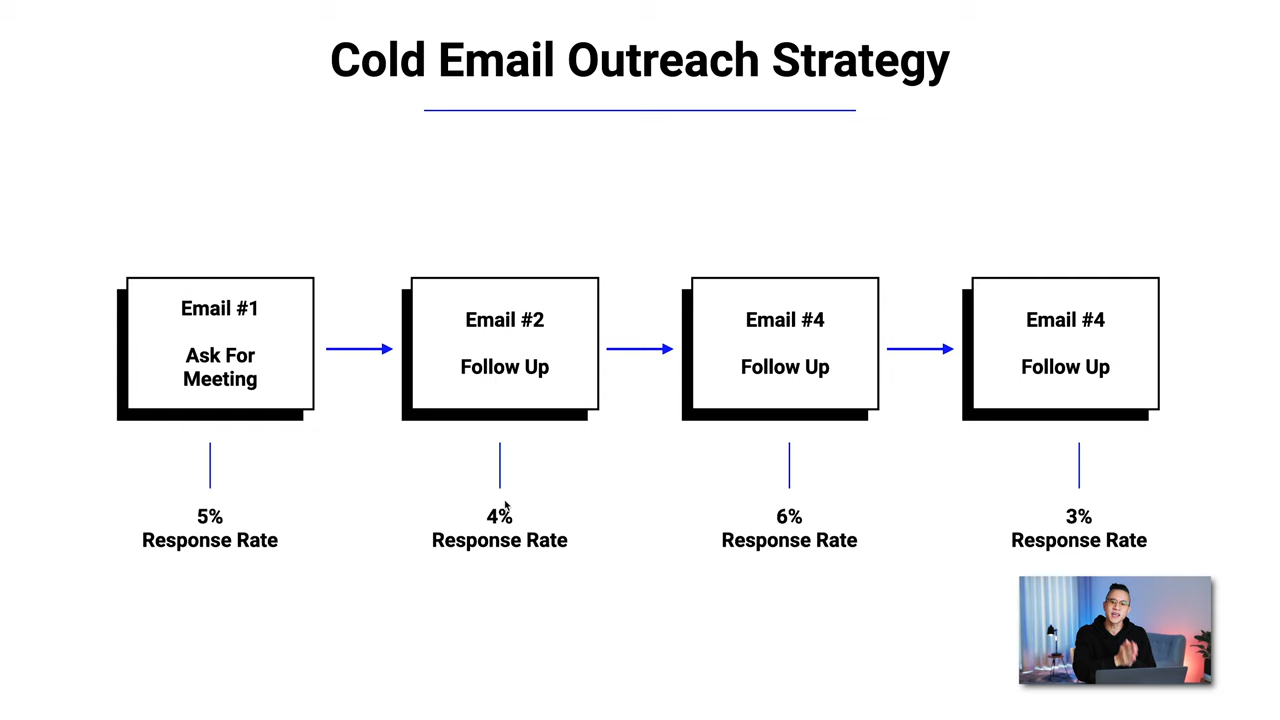 Cold Email Outreach Strategy
Email #1
Ask For
Meeting
Email #2
Follow Up
Email #4
Follow Up
Email #4
Follow Up
5%
Response Rate
4%
Response Rate
6%
Response Rate
3%
Response Rate